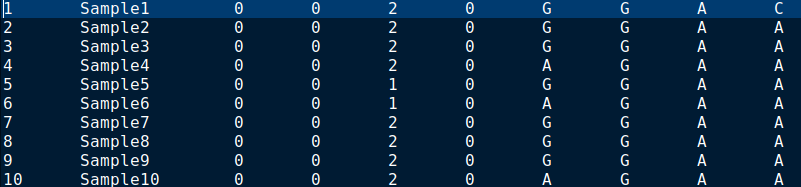 1 Sample1 0 0 2 0 G G A C
2 Sample2 0 0 2 0 G G A A
3 Sample3 0 0 2 0 G G A A
4 Sample4 0 0 2 0 A G A A
5 Sample5 0 0 1 0 G G A A
6 Sample6 0 0 1 0 A G A A
7 Sample7 0 0 2 0 G G A A
8 Sample8 0 0 2 0 G G A A
9 Sample9 0 0 2 0 G G A A
10 Sample10 0 0 2 0 A G A A